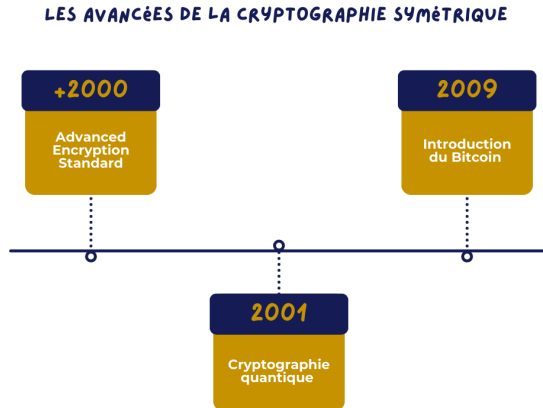 LES AVANCÉES DE LA CRYPTOGRAPHIE SYMÉTRIQUE
+2000
Advanced
Encryption
Standard
2009
Introduction
du Bitcoin
2001
Cryptographie
quantique